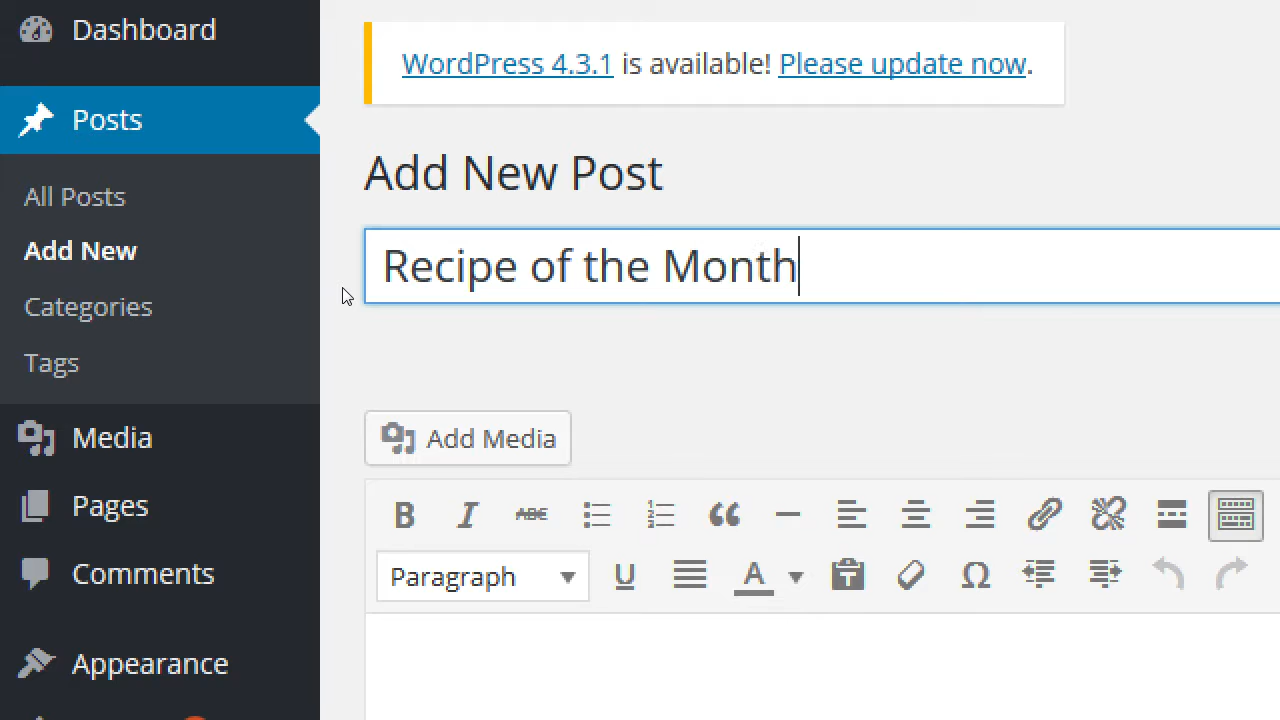 Dashboard
WordPress 4.3.1 is available! Please update now.
Posts
Add New Post
All Posts
Add New
Recipe of the Month
Categories
Tags
Add Media
Media
Pages
B I ABC
Comments
Paragraph U A T Ω
Appearance